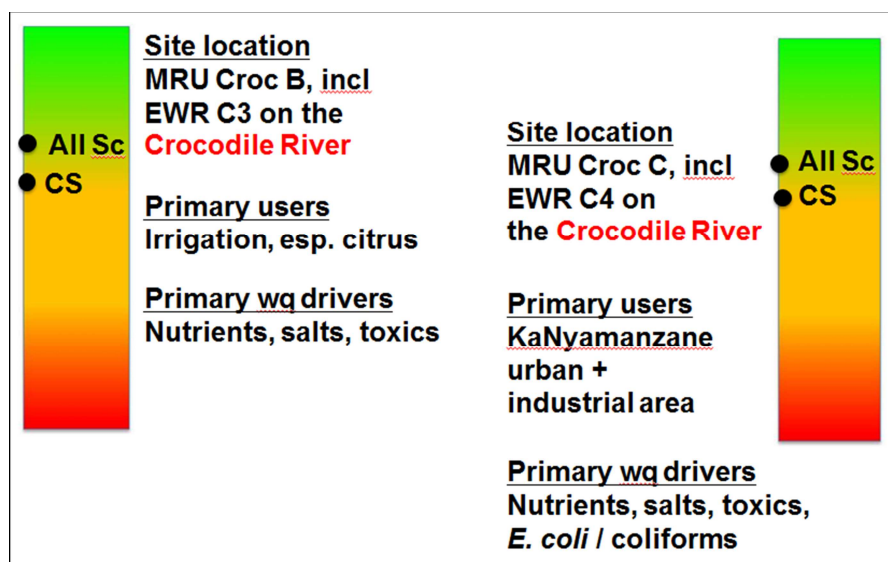 Site location
MRU Croc B, incl
EWR C3 on the
Crocodile River
All Sc
CS
Primary users
Irrigation, esp. citrus
Primary wq drivers
Nutrients, salts, toxics
Site location
MRU Croc C, incl
EWR C4 on
the Crocodile River
All Sc
CS
Primary users
KaNyamanzane
urban +
industrial area
Primary wq drivers
Nutrients, salts, toxics,
E. coli / coliforms